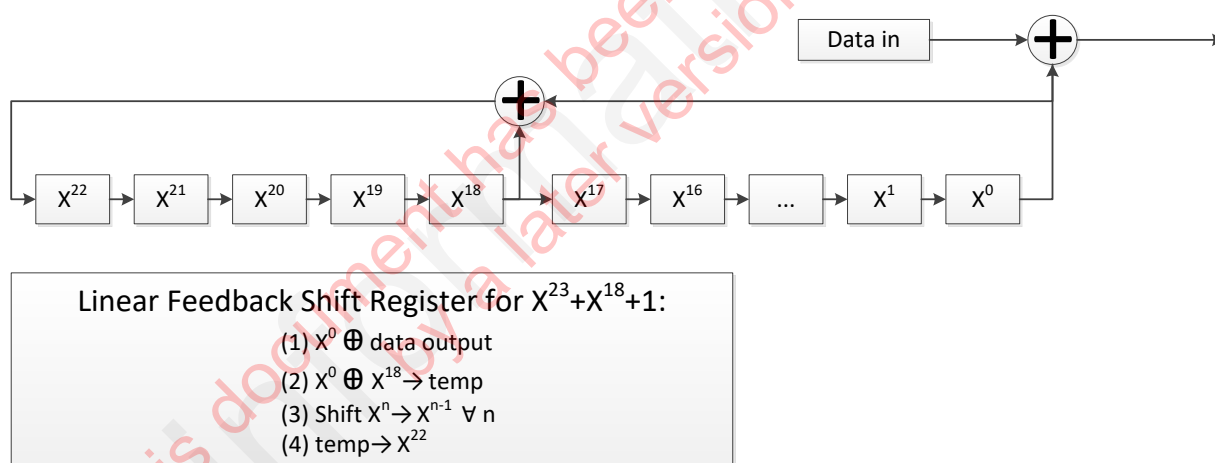 Data in
X²² X²¹ X²⁰ X¹⁹ X¹⁸ X¹⁷ X¹⁶ ... X¹ X⁰
Linear Feedback Shift Register for X²³+X¹⁸+1:
(1) X⁰ ⊕ data output
(2) X⁰ ⊕ X¹⁸→ temp
(3) Shift Xⁿ→Xⁿ⁻¹ ∀ n
(4) temp→X²²
is document has been
by a later version